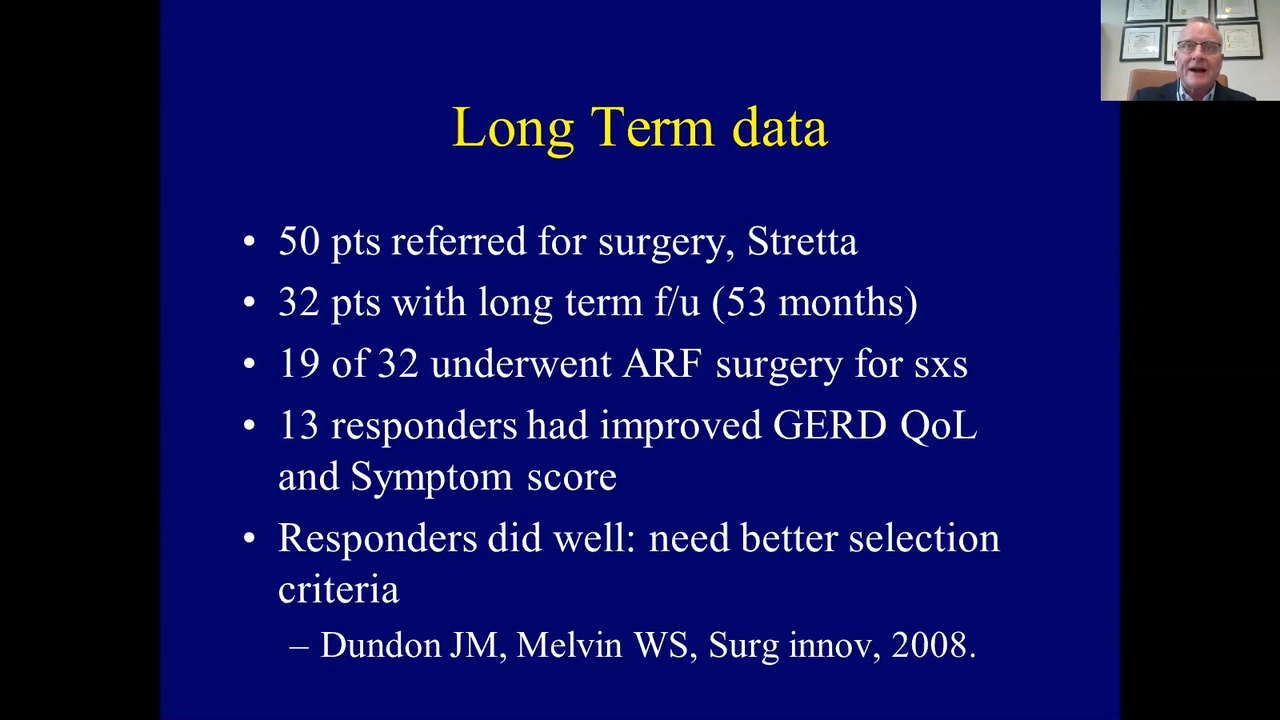 Long Term data
• 50 pts referred for surgery, Stretta
• 32 pts with long term f/u (53 months)
• 19 of 32 underwent ARF surgery for sxs
• 13 responders had improved GERD QoL
and Symptom score
• Responders did well: need better selection
criteria
– Dundon JM, Melvin WS, Surg innov, 2008.